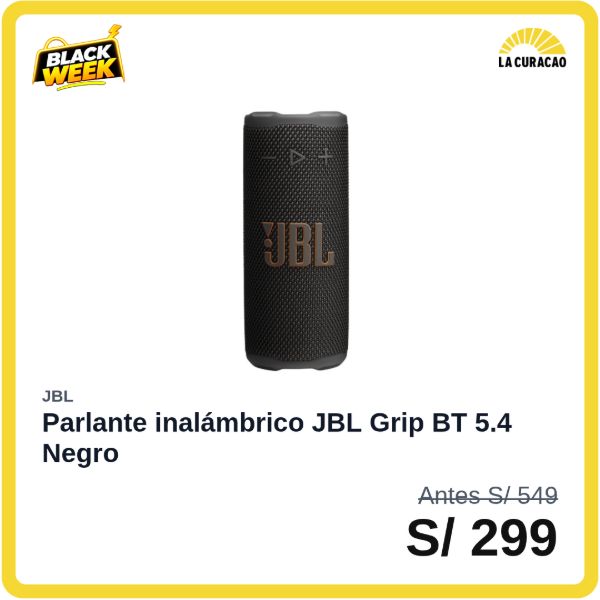 BLACK
WEEK
LA CURACAO
JBL
JBL
Parlante inalámbrico JBL Grip BT 5.4
Negro
Antes S/ 549
S/ 299